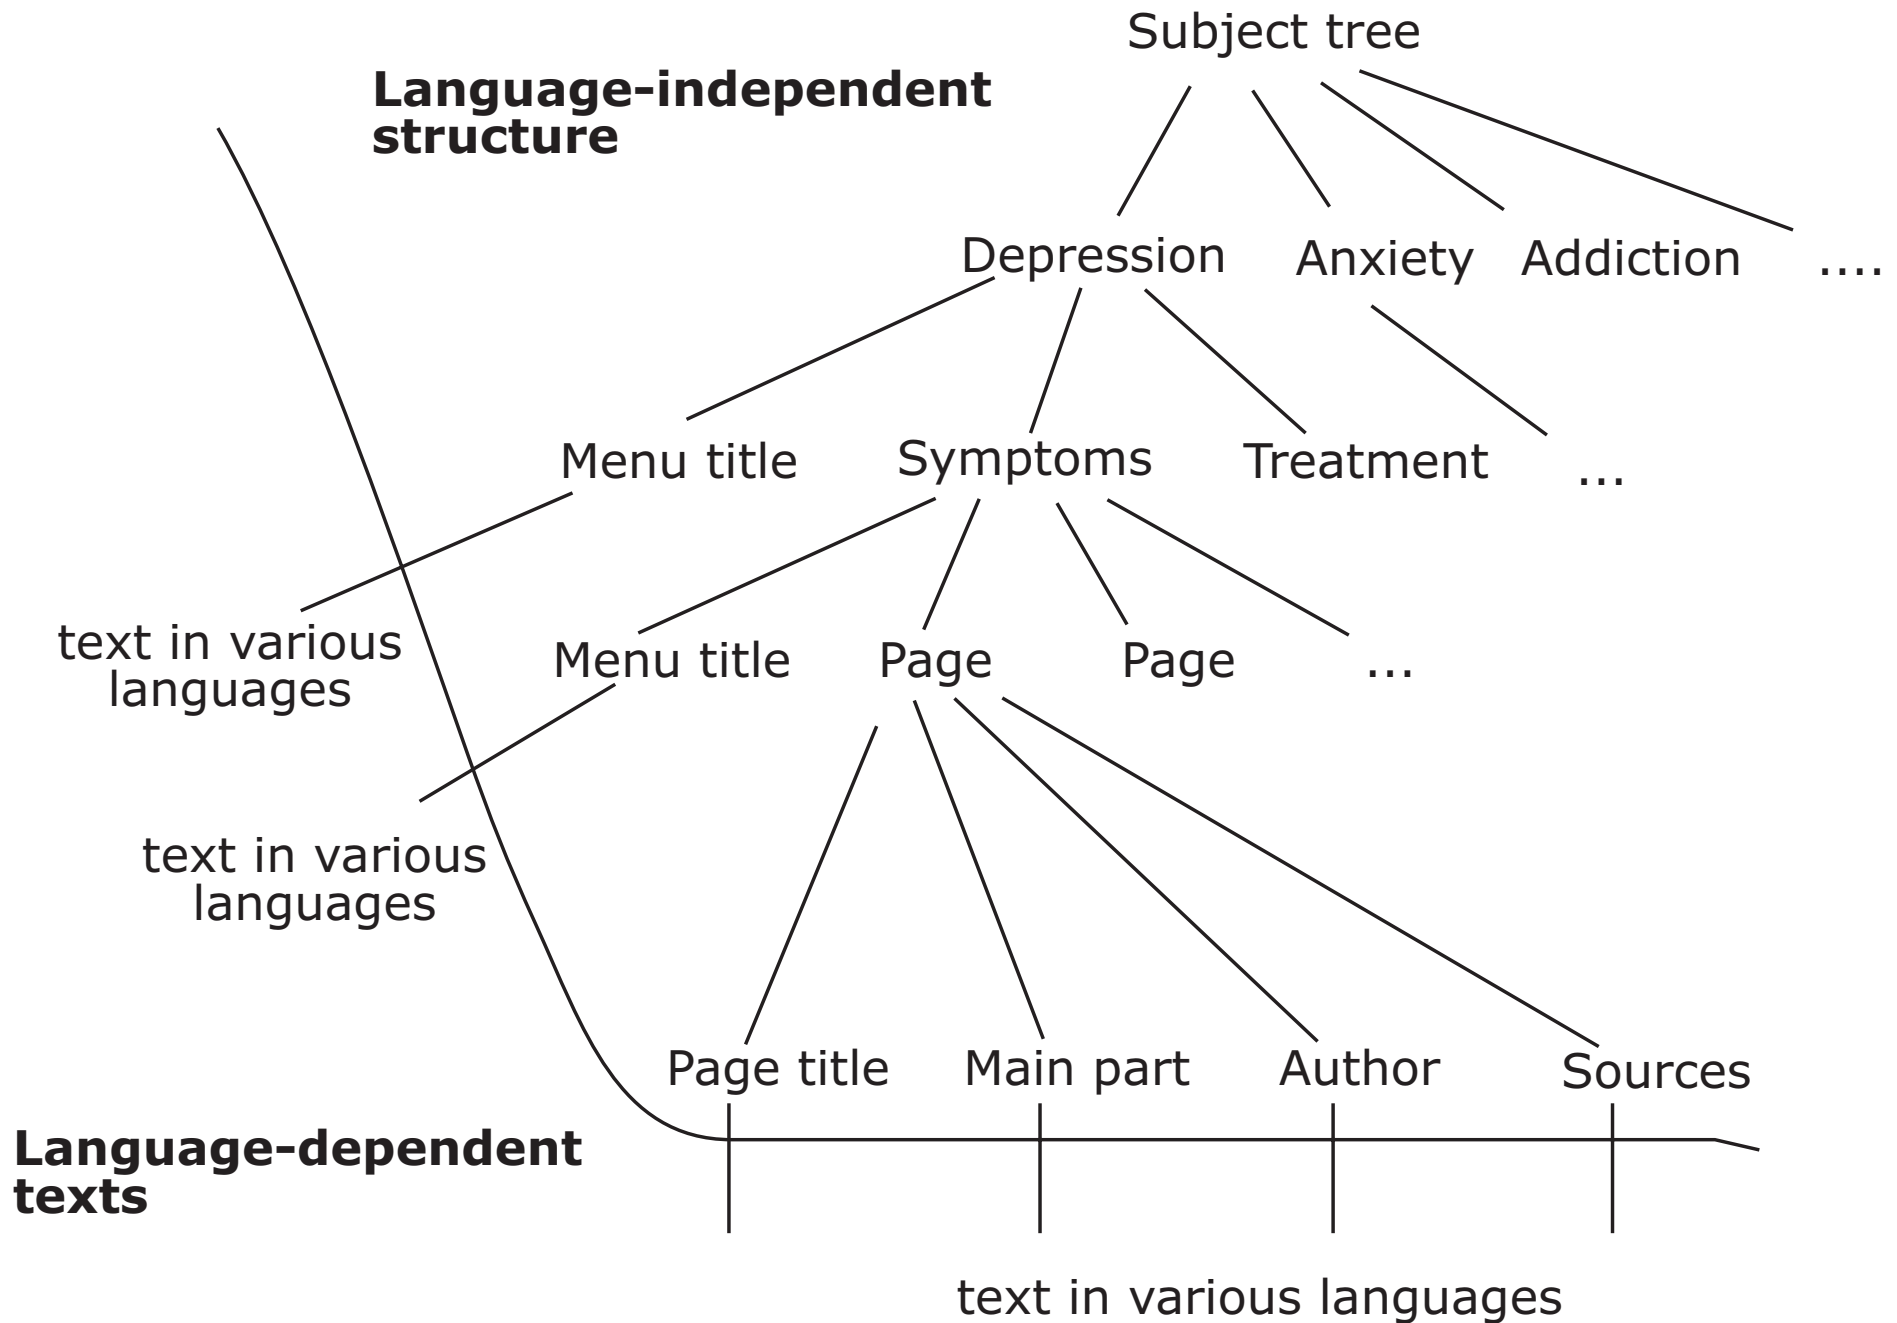 Subject tree
Language-independent
structure
Depression
Anxiety
Addiction
....
Menu title
Symptoms
Treatment
...
text in various
languages
Menu title
Page
Page
...
text in various
languages
Page title
Main part
Author
Sources
Language-dependent
texts
text in various languages